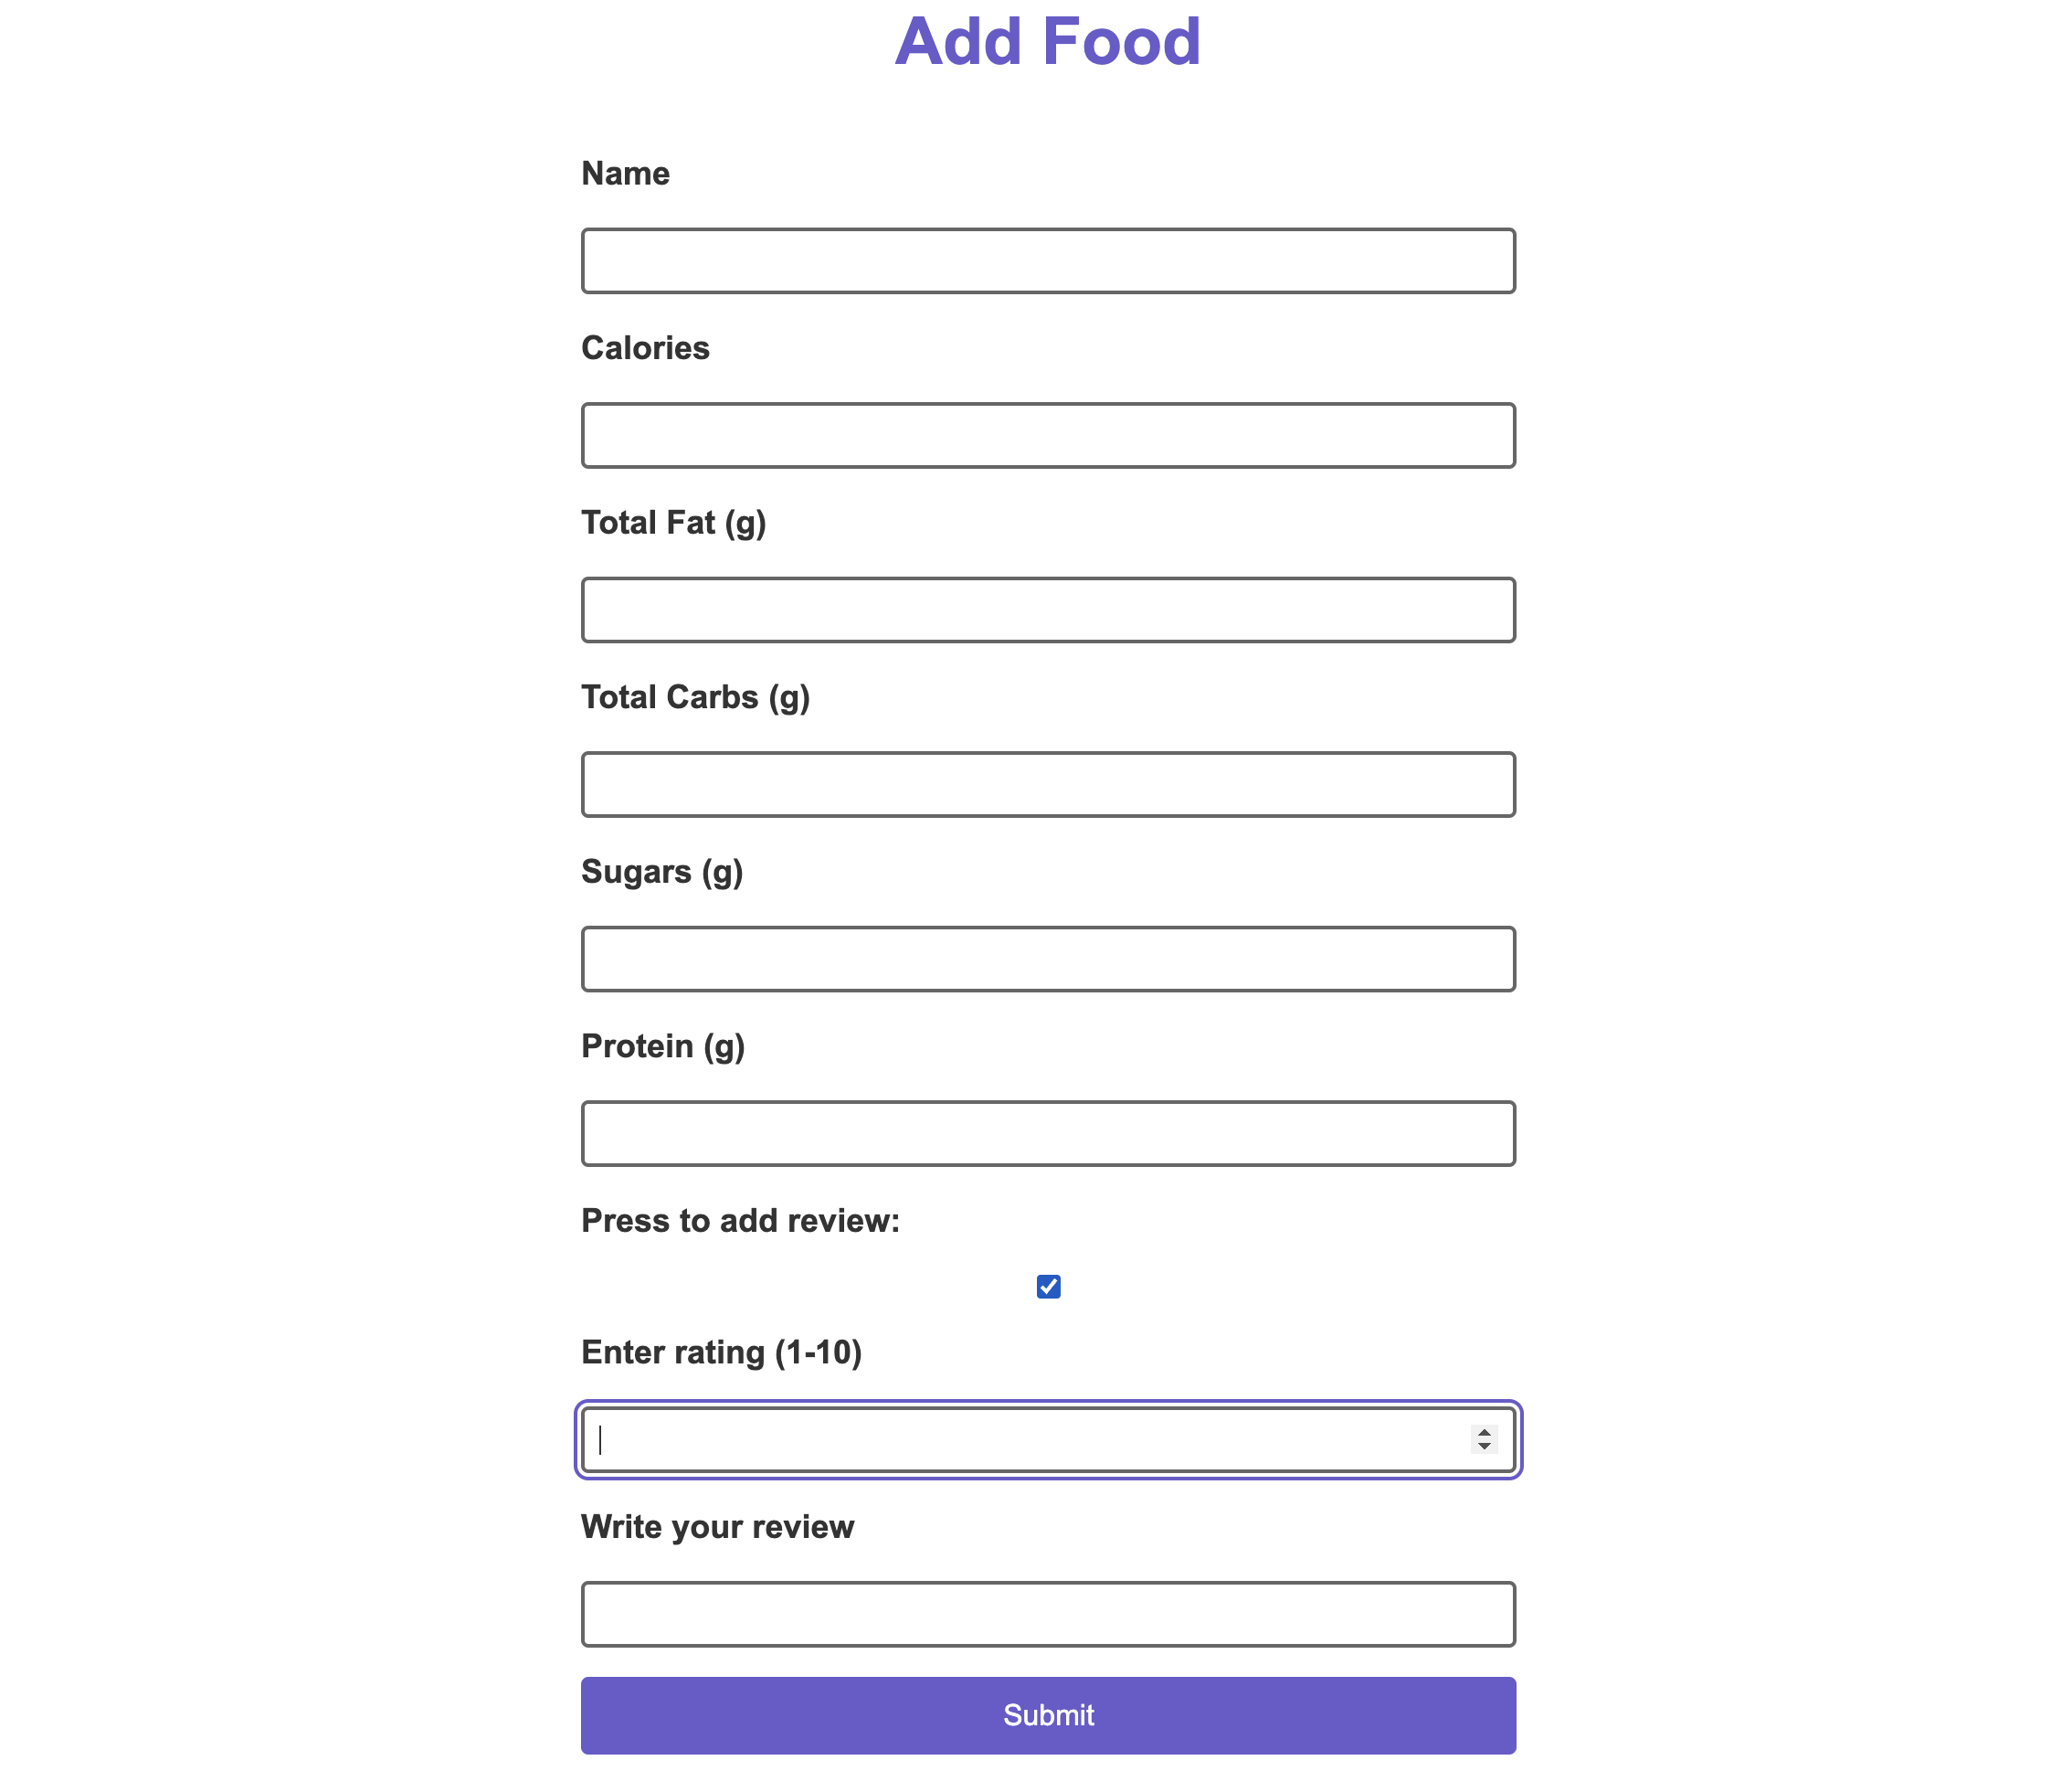 Add Food
Name
Calories
Total Fat (g)
Total Carbs (g)
Sugars (g)
Protein (g)
Press to add review:
Enter rating (1-10)
Write your review
Submit